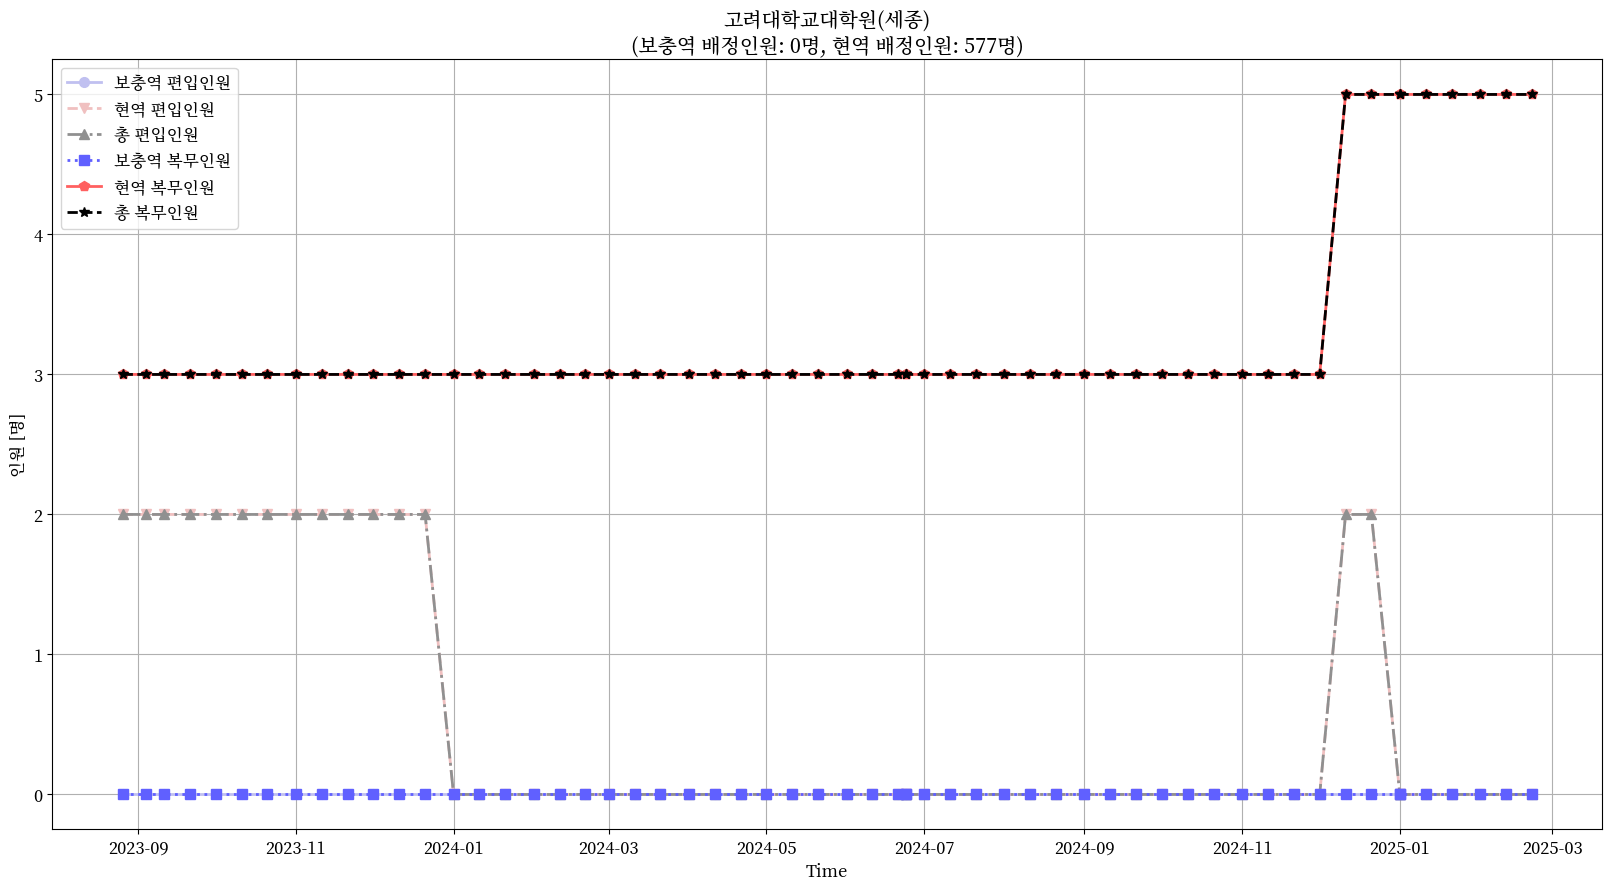 고려대학교대학원(세종)
(보충역 배정인원: 0명, 현역 배정인원: 577명)
보충역 편입인원
현역 편입인원
총 편입인원
보충역 복무인원
현역 복무인원
총 복무인원
인원 [명]
5
4
3
2
1
0
2023-09
2023-11
2024-01
2024-03
2024-05
2024-07
2024-09
2024-11
2025-01
2025-03
Time